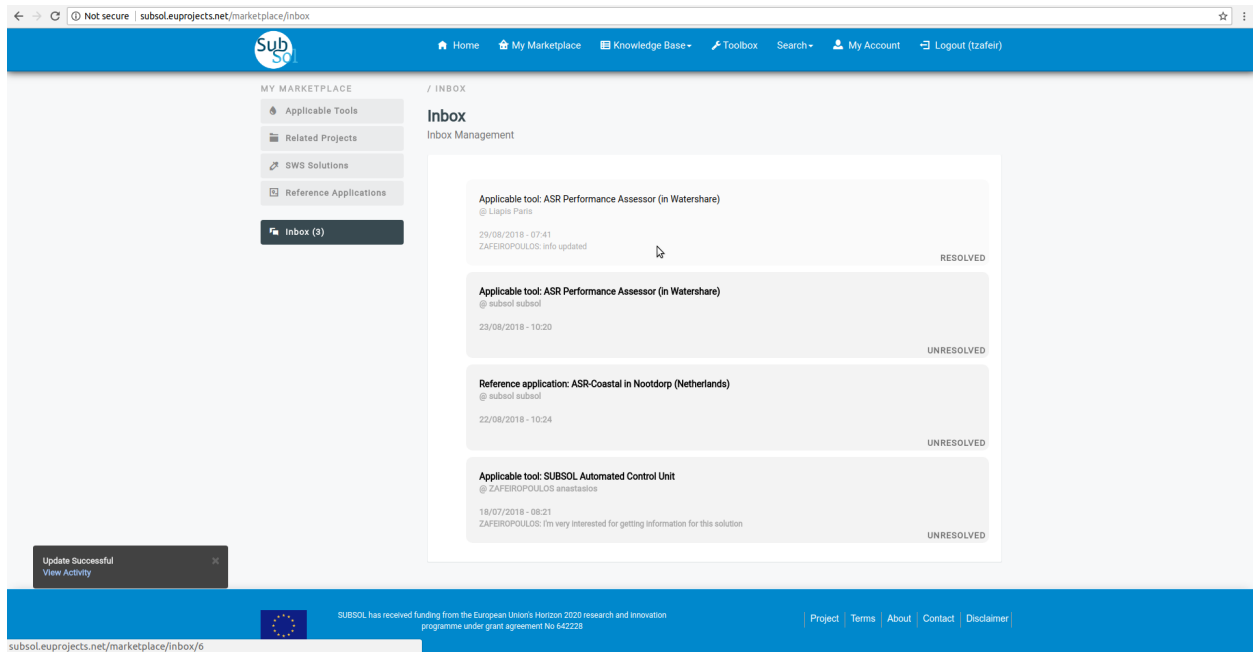 Not secure | subsol.euprojects.net/marketplace/inbox
Sub Sol
Home My Marketplace Knowledge Base Toolbox Search My Account Logout (tzafeir)
MY MARKETPLACE
Applicable Tools
Related Projects
SWS Solutions
Reference Applications
Inbox (3)
/ INBOX
Inbox
Inbox Management
Applicable tool: ASR Performance Assessor (in Watershare)
@ Liapis Paris
29/08/2018 - 07:41
ZAFEIROPOULOS: info updated
RESOLVED
Applicable tool: ASR Performance Assessor (in Watershare)
@ subsol subsol
23/08/2018 - 10:20
UNRESOLVED
Reference application: ASR-Coastal in Nootdorp (Netherlands)
@ subsol subsol
22/08/2018 - 10:24
UNRESOLVED
Applicable tool: SUBSOL Automated Control Unit
@ ZAFEIROPOULOS anastasios
18/07/2018 - 08:21
ZAFEIROPOULOS: I'm very interested for getting information for this solution
UNRESOLVED
Update Successful
View Activity
SUBSOL has received funding from the European Union's Horizon 2020 research and innovation
programme under grant agreement No 642228
Project | Terms | About | Contact | Disclaimer
subsol.euprojects.net/marketplace/inbox/6